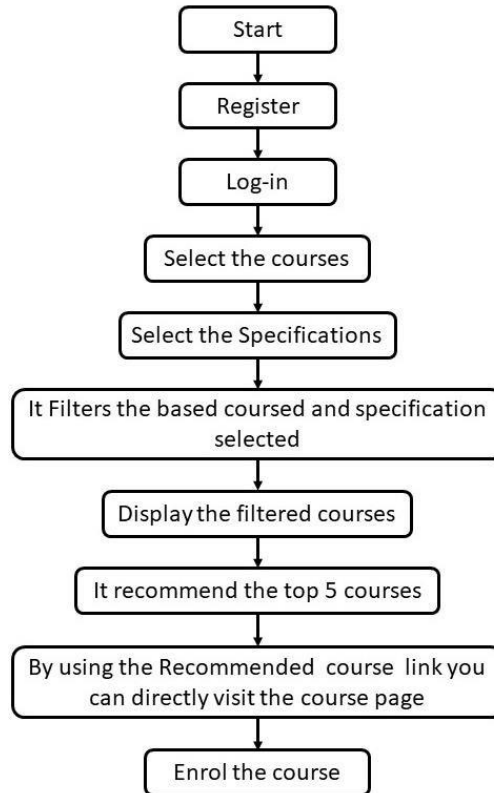 Start
Register
Log-in
Select the courses
Select the Specifications
It Filters the based coursed and specification
selected
Display the filtered courses
It recommend the top 5 courses
By using the Recommended course link you
can directly visit the course page
Enrol the course